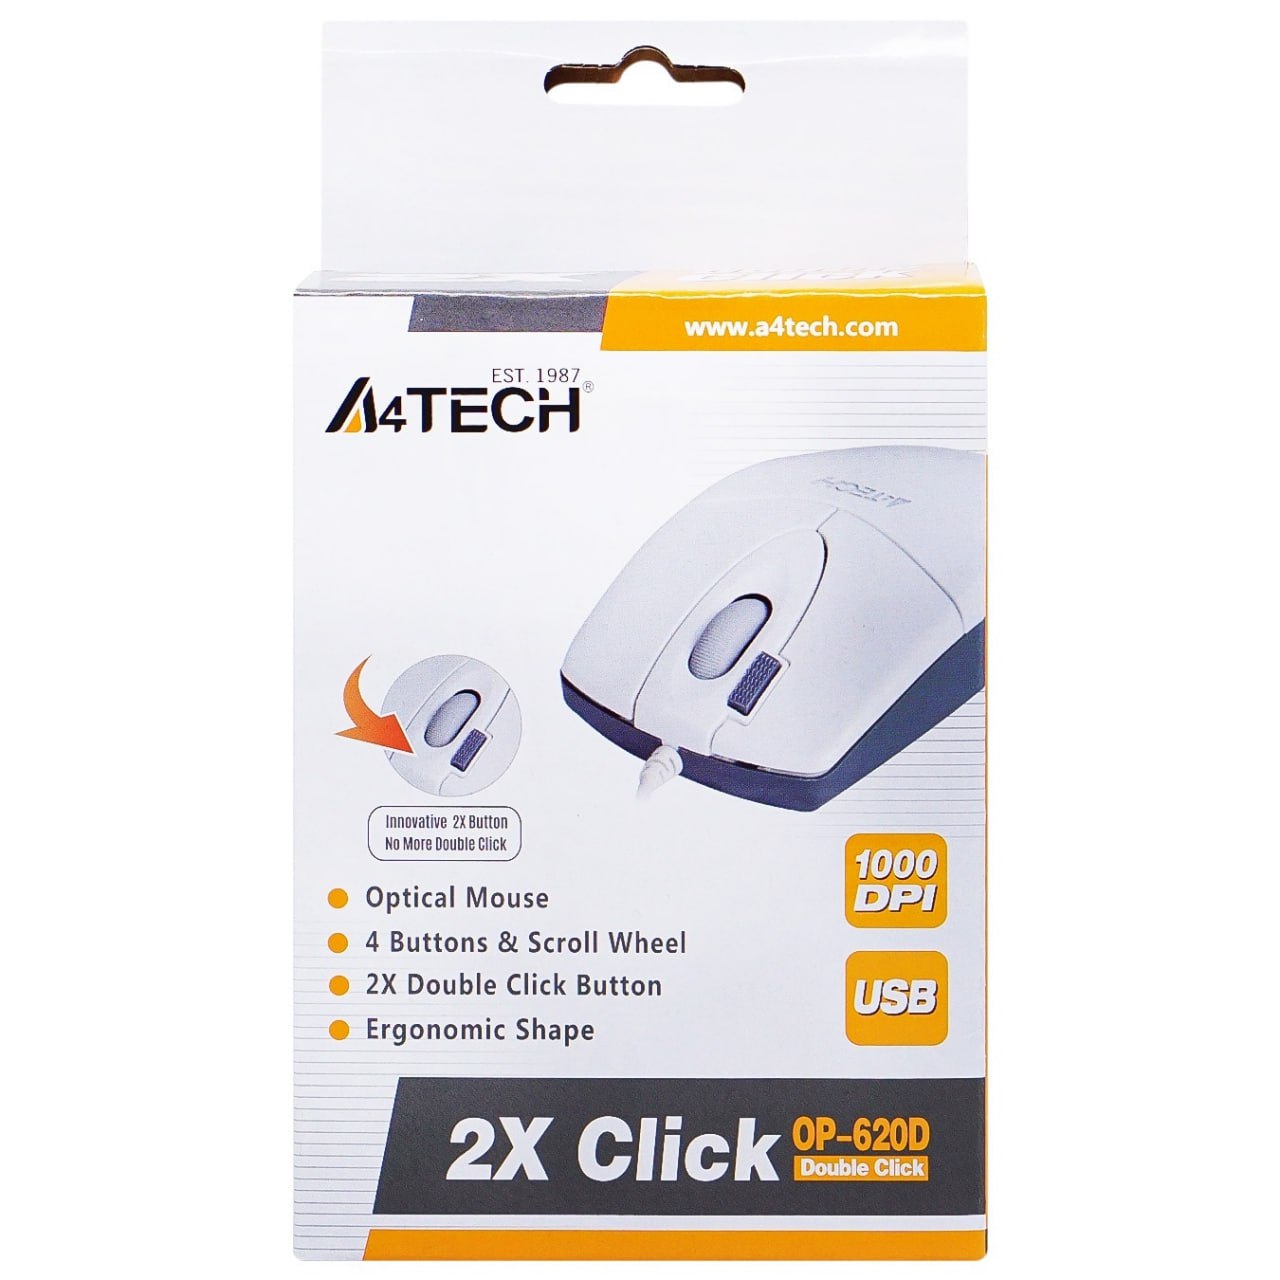 www.a4tech.com
EST. 1987
A4TECH®
A4TECH
Innovative 2X Button
No More Double Click
Optical Mouse
4 Buttons & Scroll Wheel
2X Double Click Button
Ergonomic Shape
1000
DPI
USB
2X Click OP-620D
Double Click